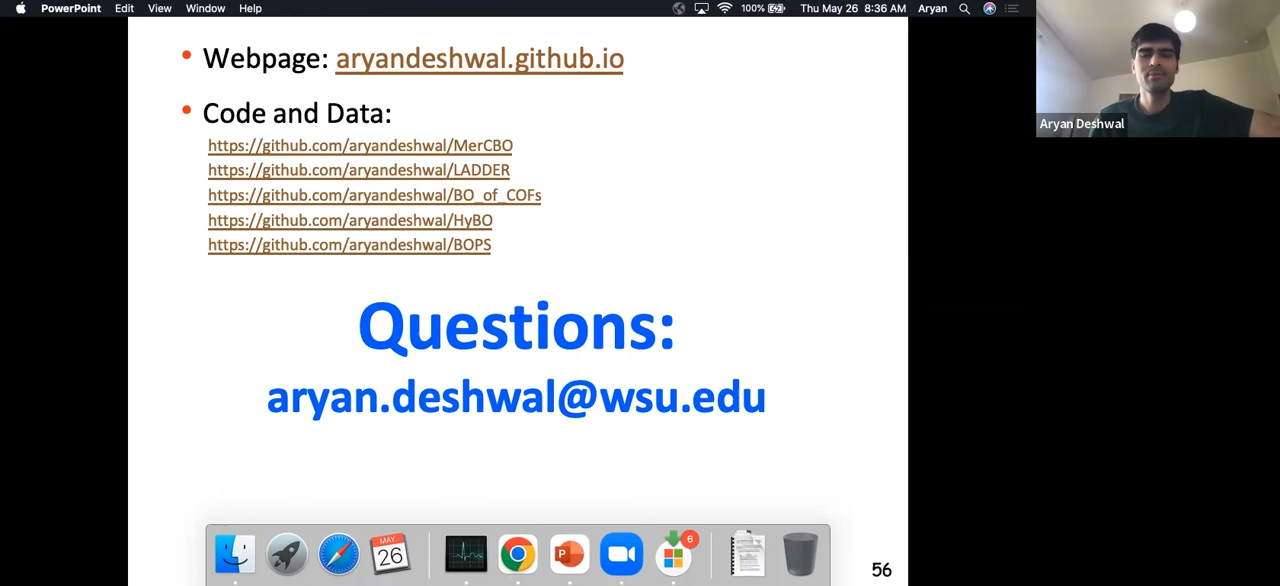 PowerPoint Edit View Window Help 100% Thu May 26 8:36 AM Aryan
• Webpage: aryandeshwal.github.io
• Code and Data:
https://github.com/aryandeshwal/MerCBO
https://github.com/aryandeshwal/LADDER
https://github.com/aryandeshwal/BO_of_COFs
https://github.com/aryandeshwal/HyBO
https://github.com/aryandeshwal/BOPS
Questions:
aryan.deshwal@wsu.edu
Aryan Deshwal
MAY
26
P
6
56